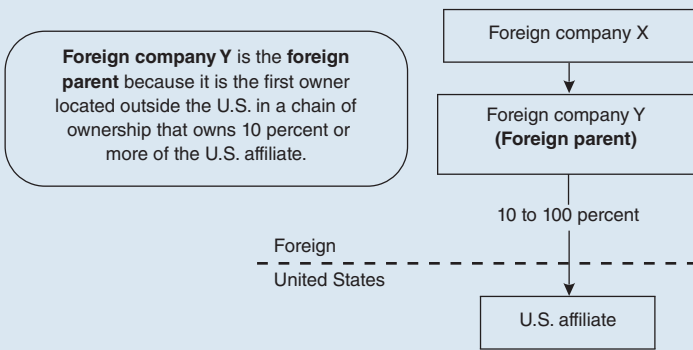 Foreign company Y is the foreign
parent because it is the first owner
located outside the U.S. in a chain of
ownership that owns 10 percent or
more of the U.S. affiliate.
Foreign company X
Foreign company Y
(Foreign parent)
10 to 100 percent
Foreign
United States
U.S. affiliate